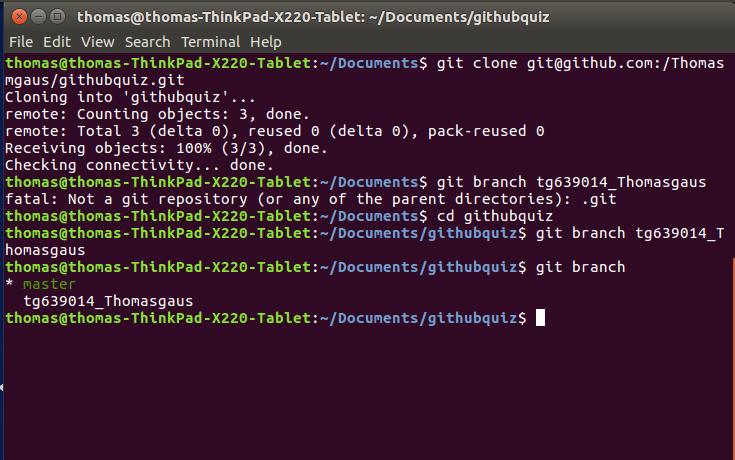 thomas@thomas-ThinkPad-X220-Tablet: ~/Documents/githubquiz
File Edit View Search Terminal Help
thomas@thomas-ThinkPad-X220-Tablet:~/Documents$ git clone git@github.com:/Thomas
mgaus/githubquiz.git
Cloning into 'githubquiz'...
remote: Counting objects: 3, done.
remote: Total 3 (delta 0), reused 0 (delta 0), pack-reused 0
Receiving objects: 100% (3/3), done.
Checking connectivity... done.
thomas@thomas-ThinkPad-X220-Tablet:~/Documents$ git branch tg639014_Thomasgaus
fatal: Not a git repository (or any of the parent directories): .git
thomas@thomas-ThinkPad-X220-Tablet:~/Documents$ cd githubquiz
thomas@thomas-ThinkPad-X220-Tablet:~/Documents/githubquiz$ git branch tg639014_T
homasgaus
thomas@thomas-ThinkPad-X220-Tablet:~/Documents/githubquiz$ git branch
* master
  tg639014_Thomasgaus
thomas@thomas-ThinkPad-X220-Tablet:~/Documents/githubquiz$